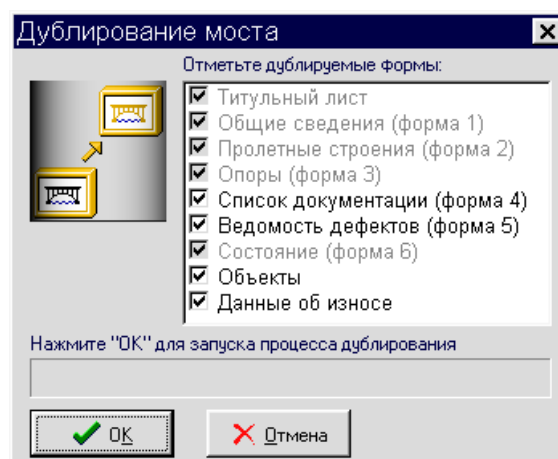 Дублирование моста
Отметьте дублируемые формы:
Титульный лист
Общие сведения (форма 1)
Пролетные строения (форма 2)
Опоры (форма 3)
Список документации (форма 4)
Ведомость дефектов (форма 5)
Состояние (форма 6)
Объекты
Данные об износе
Нажмите "ОК" для запуска процесса дублирования
OK Отмена